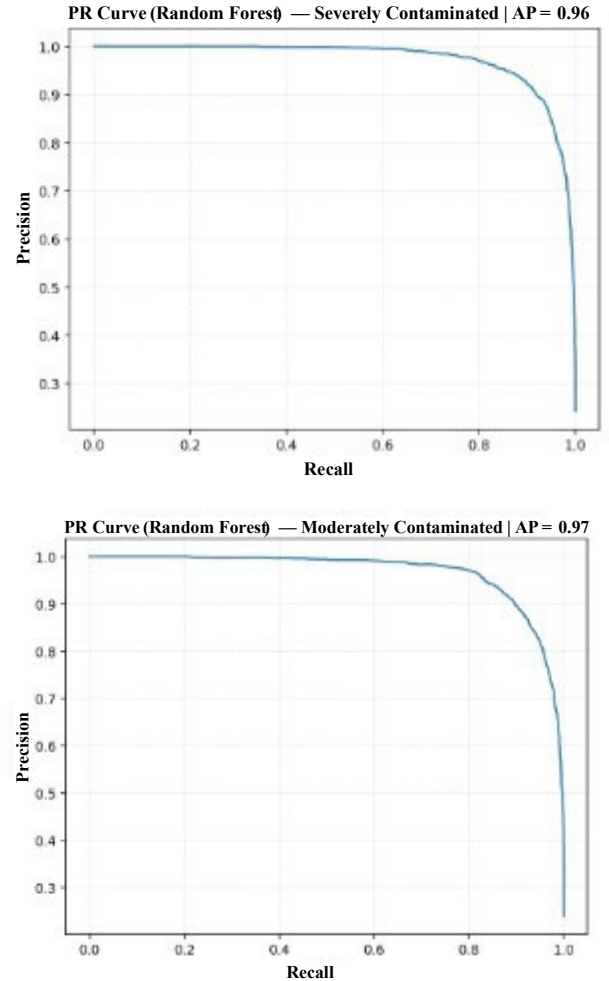 PR Curve (Random Forest) — Severely Contaminated | AP = 0.96
1.0
0.9
0.8
0.7
0.6
0.5
0.4
0.3
Precision
0.0 0.2 0.4 0.6 0.8 1.0
Recall
PR Curve (Random Forest) — Moderately Contaminated | AP = 0.97
1.0
0.9
0.8
0.7
0.6
0.5
0.4
0.3
Precision
0.0 0.2 0.4 0.6 0.8 1.0
Recall